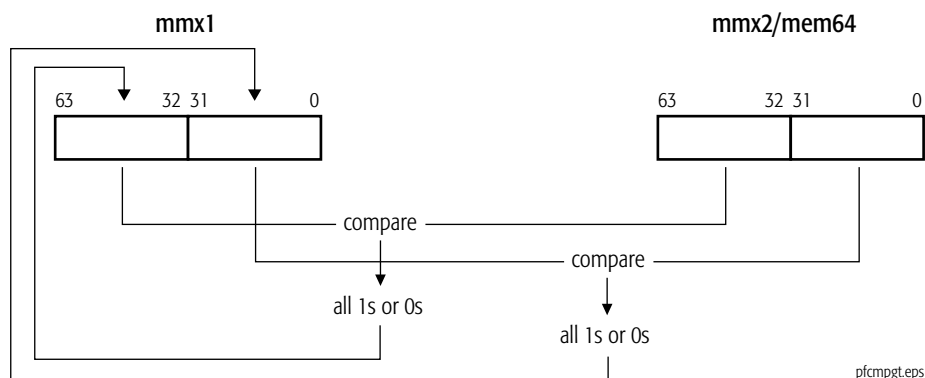 mmx1 mmx2/mem64
63 32 31 0 63 32 31 0
compare
compare
all 1s or 0s
all 1s or 0s
pfcmpgt.eps